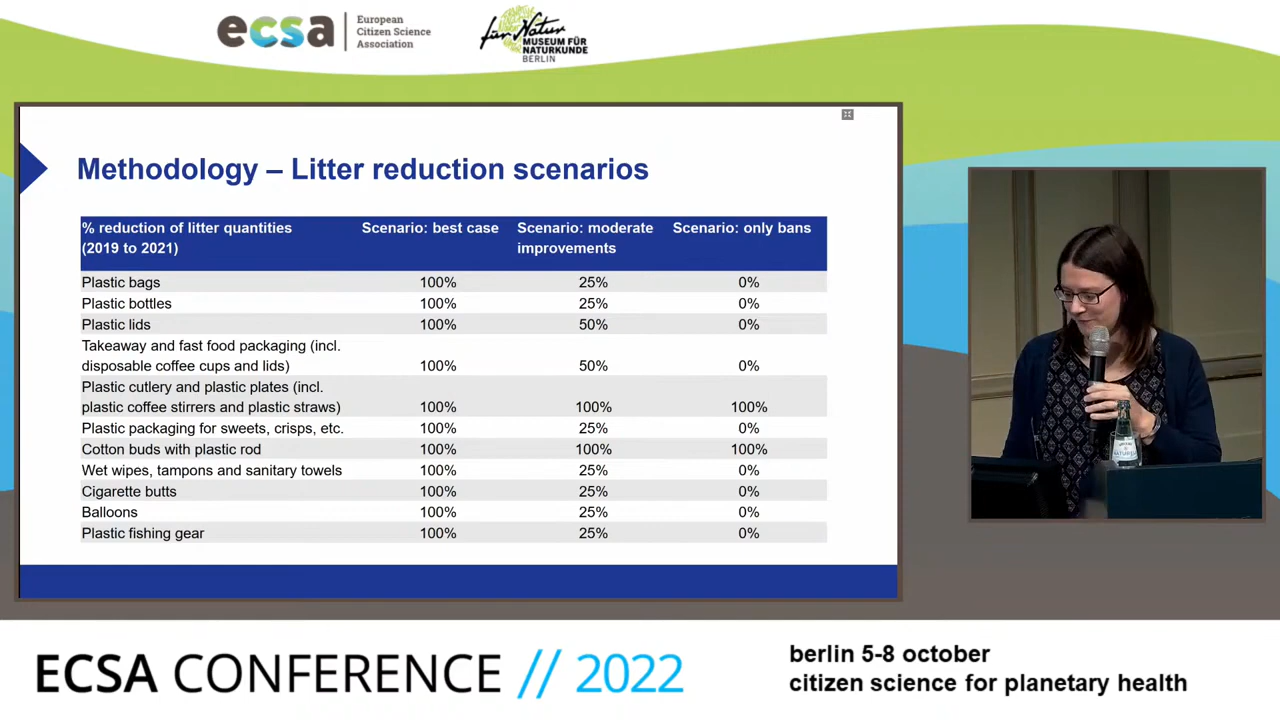 ecsa
European
Citizen Science
Association
für Natur
MUSEUM FÜR
NATURKUNDE
BERLIN
Methodology – Litter reduction scenarios
% reduction of litter quantities (2019 to 2021) Scenario: best case Scenario: moderate improvements Scenario: only bans
Plastic bags 100% 25% 0%
Plastic bottles 100% 25% 0%
Plastic lids 100% 50% 0%
Takeaway and fast food packaging (incl.
disposable coffee cups and lids) 100% 50% 0%
Plastic cutlery and plastic plates (incl.
plastic coffee stirrers and plastic straws) 100% 100% 100%
Plastic packaging for sweets, crisps, etc. 100% 25% 0%
Cotton buds with plastic rod 100% 100% 100%
Wet wipes, tampons and sanitary towels 100% 25% 0%
Cigarette butts 100% 25% 0%
Balloons 100% 25% 0%
Plastic fishing gear 100% 25% 0%
ECSA CONFERENCE // 2022
berlin 5-8 october
citizen science for planetary health